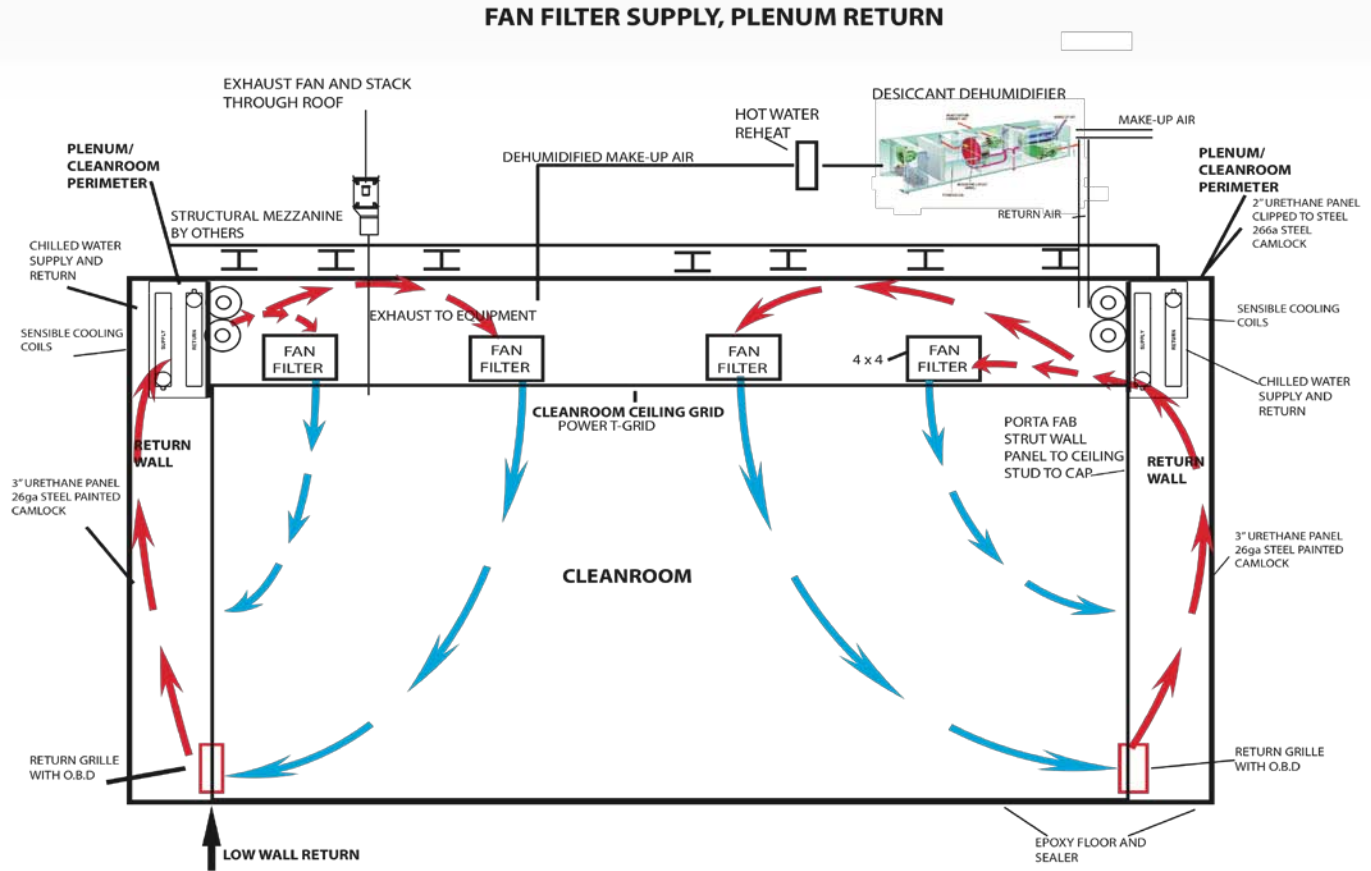 FAN FILTER SUPPLY, PLENUM RETURN
EXHAUST FAN AND STACK
THROUGH ROOF
DESICCANT DEHUMIDIFIER
HOT WATER
REHEAT
MAKE-UP AIR
PLENUM/
CLEANROOM
PERIMETER
DEHUMIDIFIED MAKE-UP AIR
PLENUM/
CLEANROOM
PERIMETER
2" URETHANE PANEL
CLIPPED TO STEEL
266a STEEL
CAMLOCK
RETURN AIR
STRUCTURAL MEZZANINE
BY OTHERS
CHILLED WATER
SUPPLY AND
RETURN
SENSIBLE COOLING
COILS
SUPPLY
RETURN
EXHAUST TO EQUIPMENT
SUPPLY
RETURN
SENSIBLE COOLING
COILS
FAN
FILTER
FAN
FILTER
FAN
FILTER
4 x 4
FAN
FILTER
CHILLED WATER
SUPPLY AND
RETURN
CLEANROOM CEILING GRID
POWER T-GRID
PORTA FAB
STRUT WALL
PANEL TO CEILING
STUD TO CAP
RETURN
WALL
RETURN
WALL
3" URETHANE PANEL
26ga STEEL PAINTED
CAMLOCK
3" URETHANE PANEL
26ga STEEL PAINTED
CAMLOCK
CLEANROOM
RETURN GRILLE
WITH O.B.D
RETURN GRILLE
WITH O.B.D
EPOXY FLOOR AND
SEALER
LOW WALL RETURN